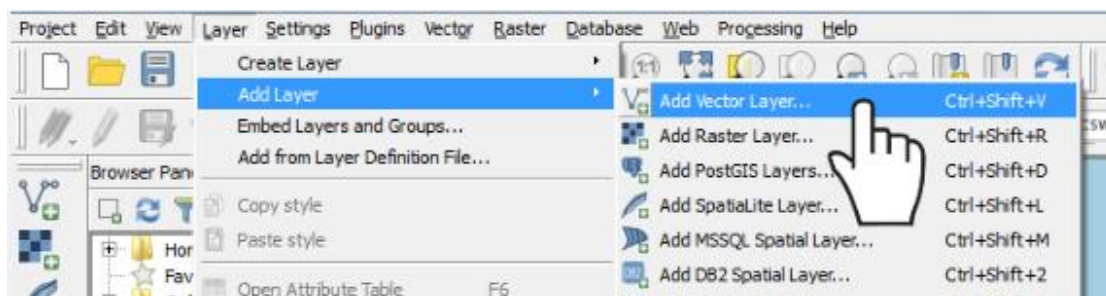 Project Edit View Layer Settings Plugins Vector Raster Database Web Processing Help
Create Layer
Add Layer
Embed Layers and Groups...
Add from Layer Definition File...
Copy style
Paste style
Open Attribute Table F6
Add Vector Layer... Ctrl+Shift+V
Add Raster Layer... Ctrl+Shift+R
Add PostGIS Layers... Ctrl+Shift+D
Add SpatiaLite Layer... Ctrl+Shift+L
Add MSSQL Spatial Layer... Ctrl+Shift+M
Add DB2 Spatial Layer... Ctrl+Shift+2
1:1
CSW
Browser Pan
Hor
Fav